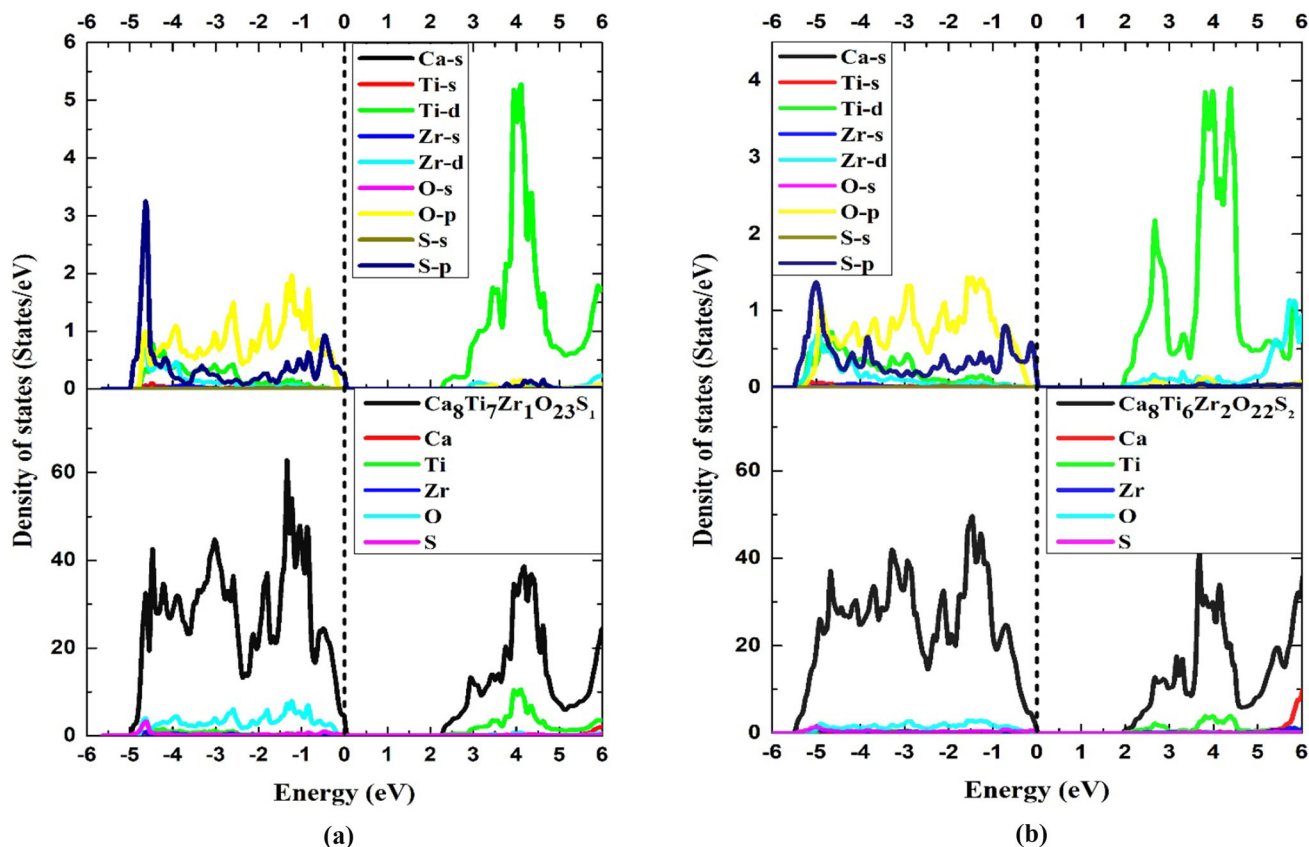 -6 -5 -4 -3 -2 -1 0 1 2 3 4 5 6
6
5
4
3
2
1
0
Ca-s
Ti-s
Ti-d
Zr-s
Zr-d
O-s
O-p
S-s
S-p
Density of states (States/eV)
60
40
20
0
Ca8Ti7Zr1O23S1
Ca
Ti
Zr
O
S
-6 -5 -4 -3 -2 -1 0 1 2 3 4 5 6
Energy (eV)
(a)
-6 -5 -4 -3 -2 -1 0 1 2 3 4 5 6
4
3
2
1
0
Ca-s
Ti-s
Ti-d
Zr-s
Zr-d
O-s
O-p
S-s
S-p
Density of states (States/eV)
60
40
20
0
Ca8Ti6Zr2O22S2
Ca
Ti
Zr
O
S
-6 -5 -4 -3 -2 -1 0 1 2 3 4 5 6
Energy (eV)
(b)